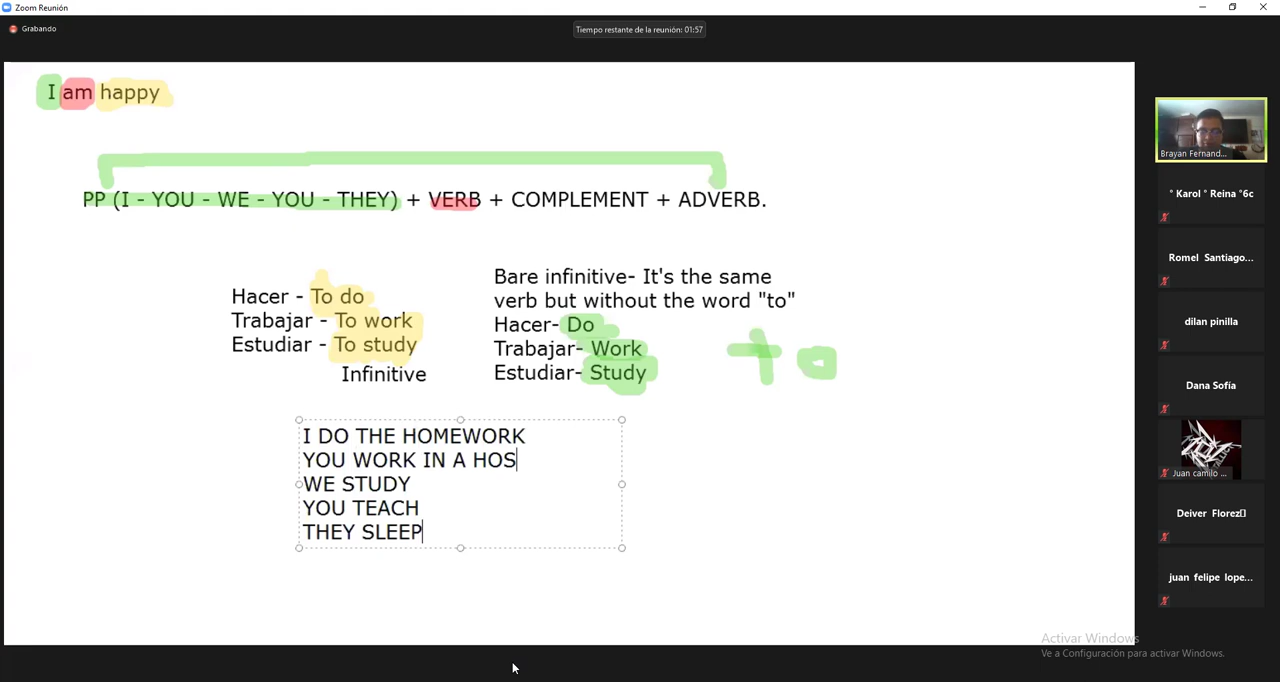 Zoom Reunión
Grabando
Tiempo restante de la reunión: 01:57
I am happy
PP (I - YOU - WE - YOU - THEY) + VERB + COMPLEMENT + ADVERB.
Hacer - To do
Trabajar - To work
Estudiar - To study
Infinitive
Bare infinitive- It's the same
verb but without the word "to"
Hacer- Do
Trabajar- Work
Estudiar- Study
to
I DO THE HOMEWORK
YOU WORK IN A HOS
WE STUDY
YOU TEACH
THEY SLEEP
Brayan Fernand...
° Karol ° Reina °6c
Romel Santiago...
dilan pinilla
Dana Sofía
Juan camilo ...
Deiver Florez
juan felipe lope...
Activar Windows
Ve a Configuración para activar Windows.